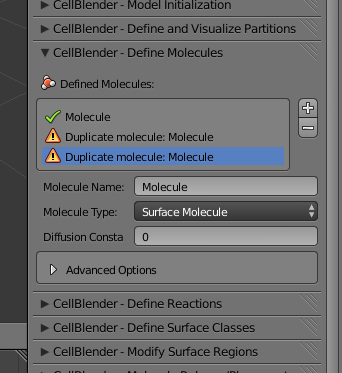 CellBlender - Model Initialization
CellBlender - Define and Visualize Partitions
CellBlender - Define Molecules
Defined Molecules:
Molecule
Duplicate molecule: Molecule
Duplicate molecule: Molecule
Molecule Name: Molecule
Molecule Type: Surface Molecule
Diffusion Consta 0
Advanced Options
CellBlender - Define Reactions
CellBlender - Define Surface Classes
CellBlender - Modify Surface Regions